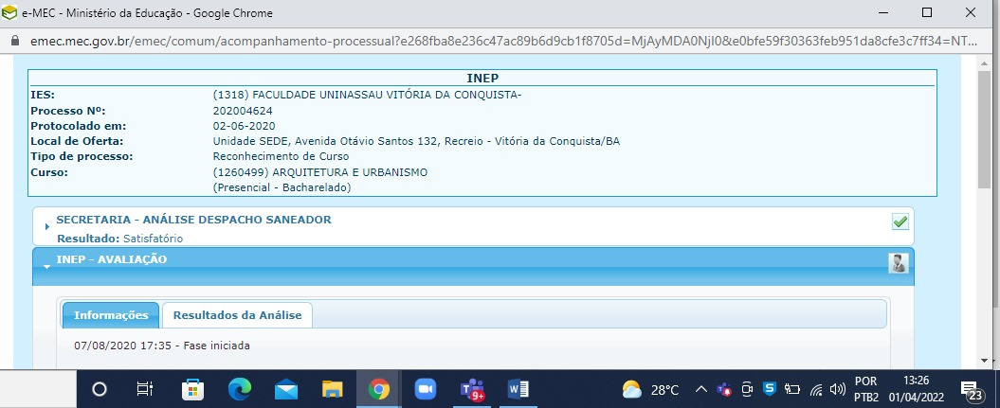 e-MEC - Ministério da Educação - Google Chrome
emec.mec.gov.br/emec/comum/acompanhamento-processual?e268fba8e236c47ac89b6d9cb1f8705d=MjAyMDA0NjI0&e0bfe59f30363feb951da8cfe3c7ff34=NT...
INEP
IES: (1318) FACULDADE UNINASSAU VITÓRIA DA CONQUISTA-
Processo Nº: 202004624
Protocolado em: 02-06-2020
Local de Oferta: Unidade SEDE, Avenida Otávio Santos 132, Recreio - Vitória da Conquista/BA
Tipo de processo: Reconhecimento de Curso
Curso: (1260499) ARQUITETURA E URBANISMO
(Presencial - Bacharelado)
SECRETARIA - ANÁLISE DESPACHO SANEADOR
Resultado: Satisfatório
INEP - AVALIAÇÃO
Informações Resultados da Análise
07/08/2020 17:35 - Fase iniciada
9+ 28°C POR 13:26
PTB2 01/04/2022 23